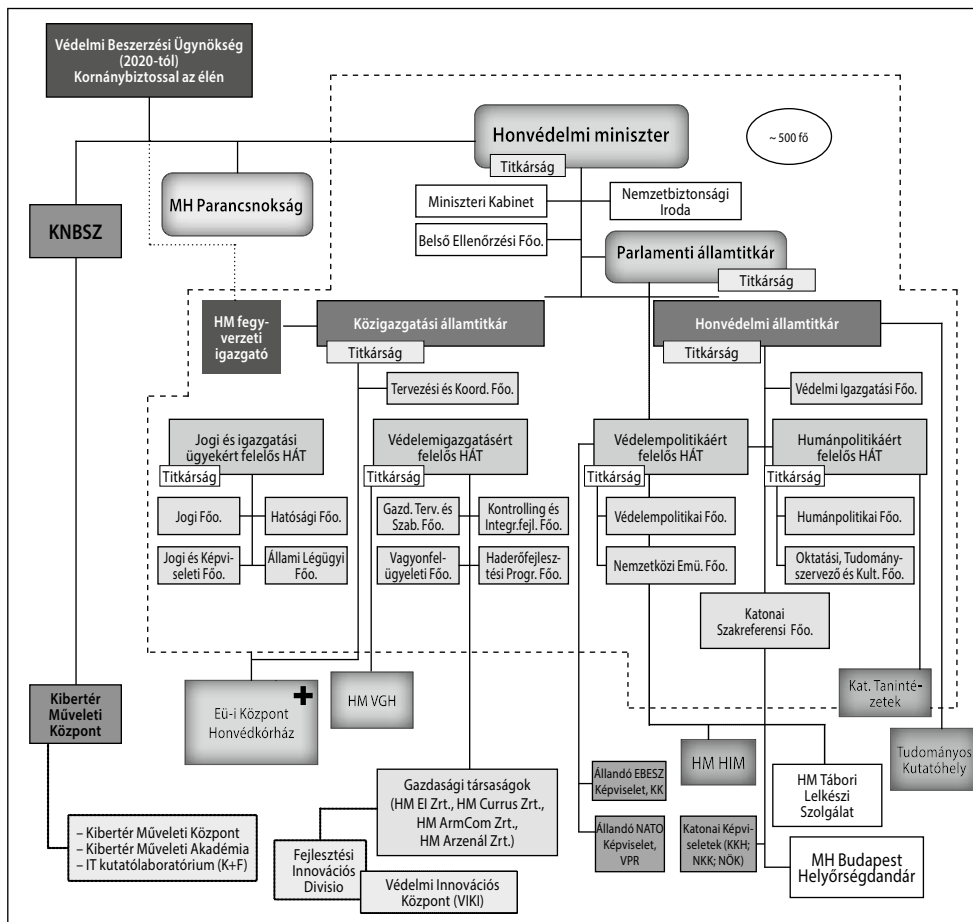 Védelmi Beszerzési Ügynökség
(2020-tól)
Kornánybiztossal az élén
Honvédelmi miniszter
Titkárság
~ 500 fő
MH Parancsnokság
KNBSZ
Miniszteri Kabinet
Nemzetbiztonsági
Iroda
Belső Ellenőrzési Főo.
Parlamenti államtitkár
Titkárság
HM fegy-
verzeti
igazgató
Közigazgatási államtitkár
Titkárság
Honvédelmi államtitkár
Titkárság
Tervezési és Koord. Főo.
Védelmi Igazgatási Főo.
Jogi és igazgatási
ügyekért felelős HÁT
Titkárság
Védelemigazgatásért
felelős HÁT
Titkárság
Védelempolitikáért
felelős HÁT
Titkárság
Humánpolitikáért
felelős HÁT
Titkárság
Jogi Főo.
Hatósági Főo.
Gazd. Terv. és
Szab. Főo.
Kontrolling és
Integr.fejl. Főo.
Védelempolitikai Főo.
Humánpolitikai Főo.
Jogi és Képvi-
seleti Főo.
Állami Légügyi
Főo.
Vagyonfel-
ügyeleti Főo.
Haderőfejlesz-
tési Progr. Főo.
Nemzetközi Emü. Főo.
Oktatási, Tudomány-
szervező és Kult. Főo.
Katonai
Szakreferensi Főo.
Kibertér
Műveleti
Központ
Eü-i Központ
Honvédkórház
HM VGH
Kat. Taninté-
zetek
HM HIM
Tudományos
Kutatóhely
Gazdasági társaságok
(HM EI Zrt., HM Currus Zrt.,
HM ArmCom Zrt.,
HM Arzenál Zrt.)
Állandó EBESZ
Képviselet, KK
HM Tábori
Lelkészi
Szolgálat
– Kibertér Műveleti Központ
– Kibertér Műveleti Akadémia
– IT kutatólaboratórium (K+F)
Fejlesztési
Innovációs
Divisio
Védelmi Innovációs
Központ (VIKI)
Állandó NATO
Képviselet,
VPR
Katonai Képvi-
seletek (KKH;
NKK; NÖK)
MH Budapest
Helyőrségdandár